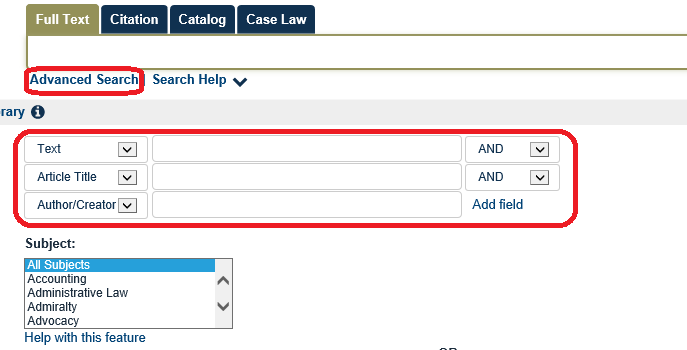 Full Text Citation Catalog Case Law
Advanced Search Search Help
rary
Text AND
Article Title AND
Author/Creator Add field
Subject:
All Subjects
Accounting
Administrative Law
Admiralty
Advocacy
Help with this feature